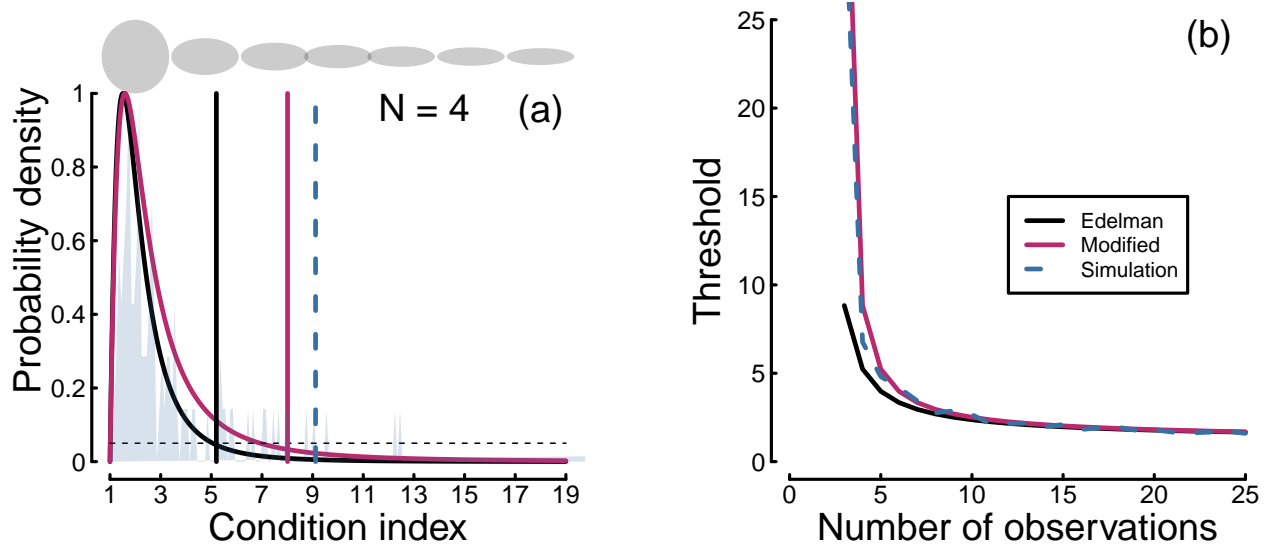 N = 4
(a)
Probability density
1
0.8
0.6
0.4
0.2
0
1 3 5 7 9 11 13 15 17 19
Condition index
(b)
Threshold
25
20
15
10
5
0
Edelman
Modified
Simulation
0 5 10 15 20 25
Number of observations